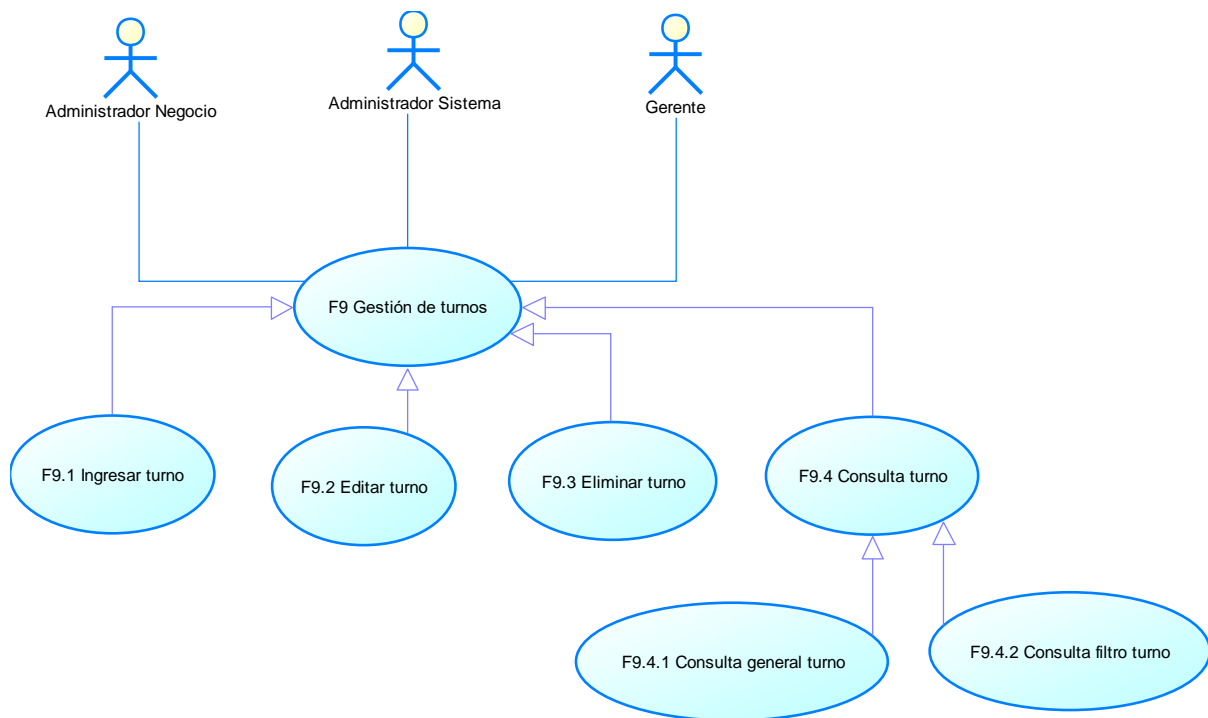 Administrador Negocio
Administrador Sistema
Gerente
F9 Gestión de turnos
F9.1 Ingresar turno
F9.2 Editar turno
F9.3 Eliminar turno
F9.4 Consulta turno
F9.4.1 Consulta general turno
F9.4.2 Consulta filtro turno